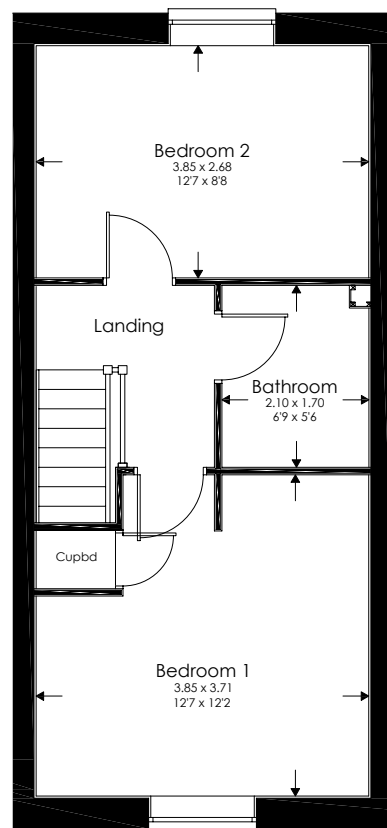 Bedroom 2
3.85 x 2.68
12'7 x 8'8
Landing
Bathroom
2.10 x 1.70
6'9 x 5'6
Cupbd
Bedroom 1
3.85 x 3.71
12'7 x 12'2